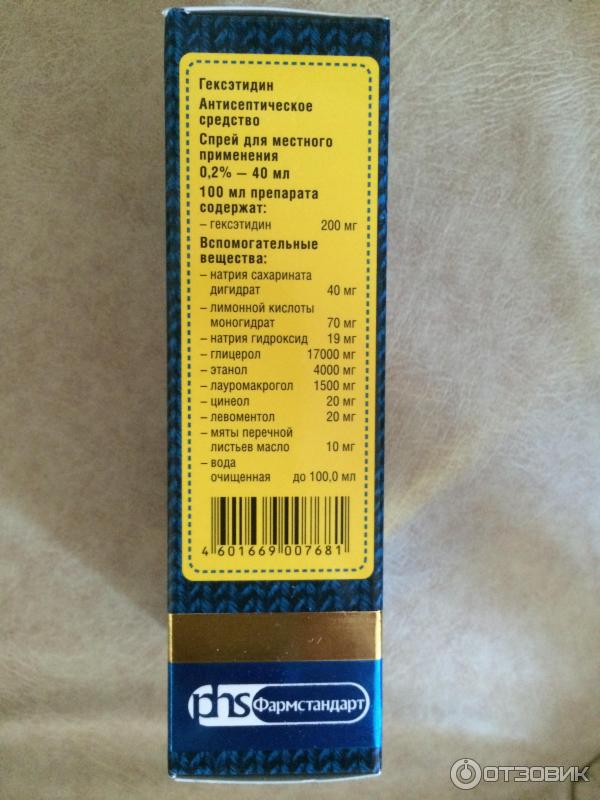 Гексэтидин
Антисептическое
средство
Спрей для местного
применения
0,2% – 40 мл
100 мл препарата
содержат:
– гексэтидин 200 мг
Вспомогательные
вещества:
– натрия сахарината
дигидрат 40 мг
– лимонной кислоты
моногидрат 70 мг
– натрия гидроксид 19 мг
– глицерол 17000 мг
– этанол 4000 мг
– лауромакрогол 1500 мг
– цинеол 20 мг
– левоментол 20 мг
– мяты перечной
листьев масло 10 мг
– вода
очищенная до 100,0 мл
4 601669 007681
phs Фармстандарт
ОТЗОВИК